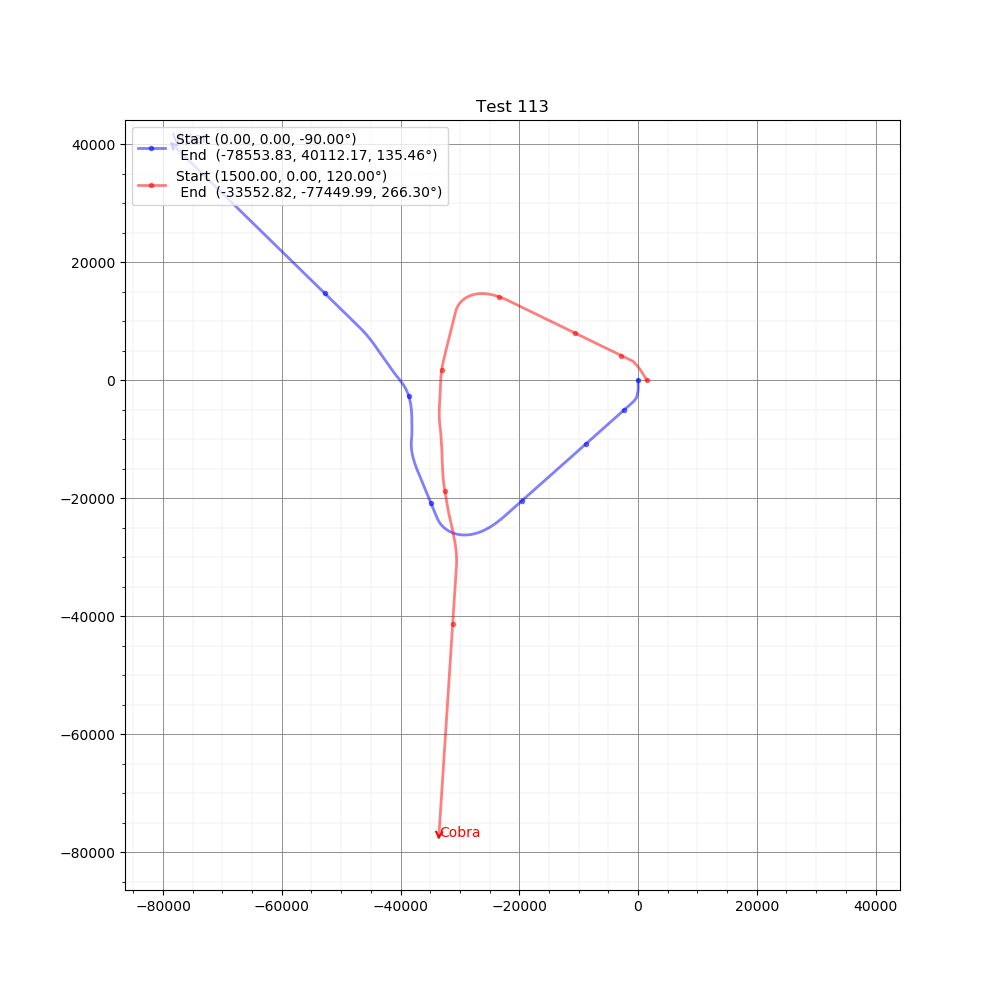 Test 113
Start (0.00, 0.00, -90.00°)
End (-78553.83, 40112.17, 135.46°)
Start (1500.00, 0.00, 120.00°)
End (-33552.82, -77449.99, 266.30°)
40000
20000
0
−20000
−40000
−60000
−80000
Cobra
−80000 −60000 −40000 −20000 0 20000 40000